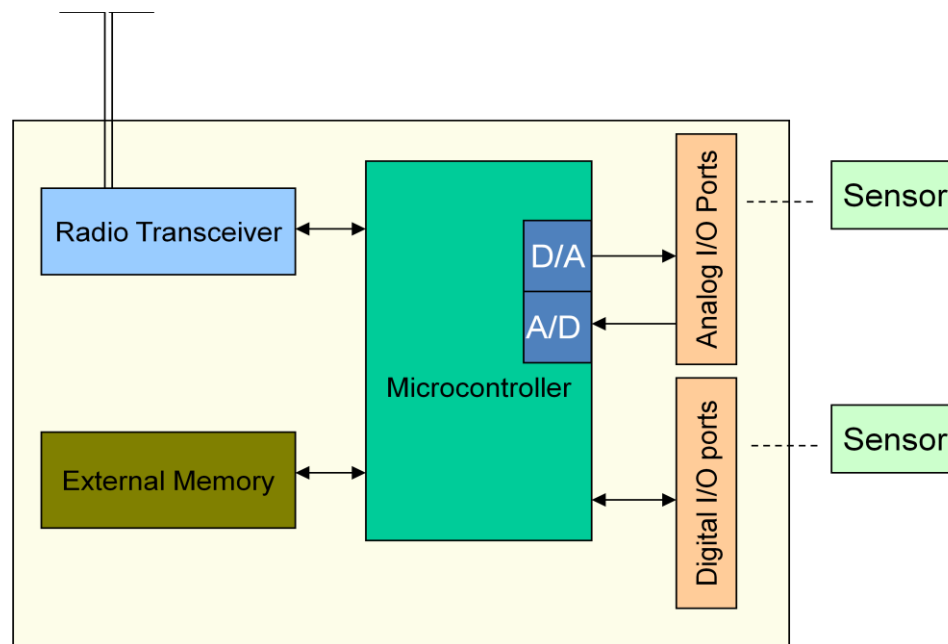 Radio Transceiver
External Memory
Microcontroller
D/A
A/D
Analog I/O Ports
Digital I/O ports
Sensor
Sensor